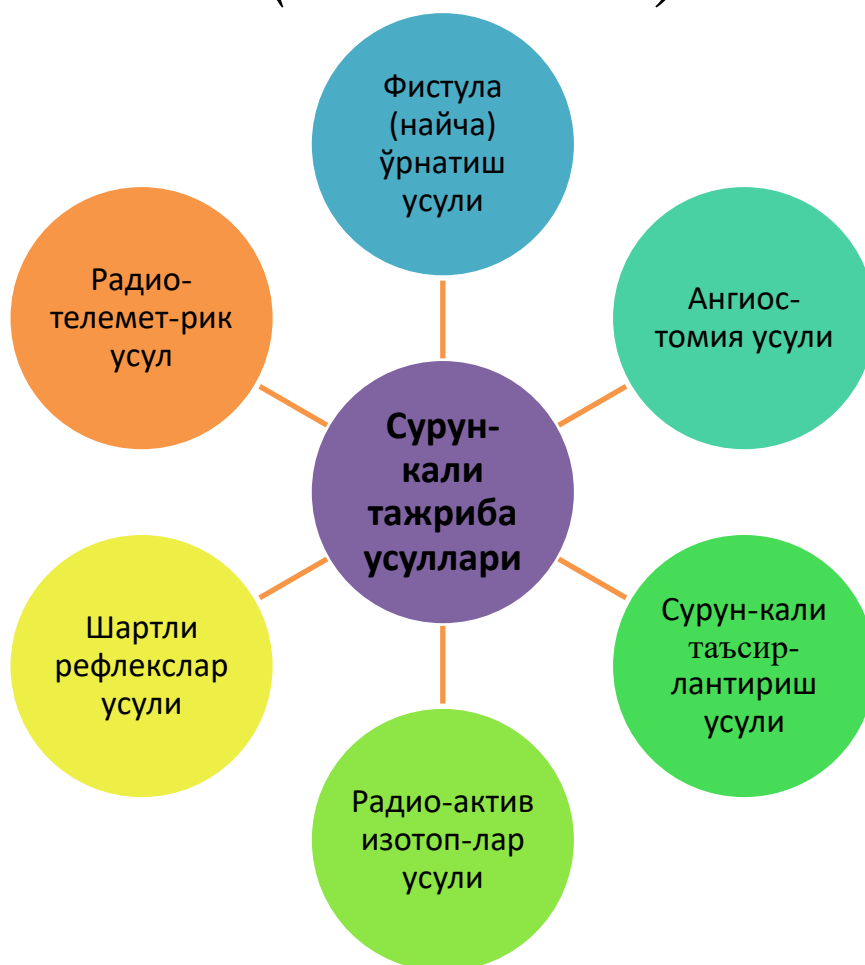 Фистула
(найча)
ўрнатиш
усули
Ангиос-
томия усули
Сурун-кали
таъсир-
лантириш
усули
Радио-актив
изотоп-лар
усули
Шартли
рефлекслар
усули
Радио-
телемет-рик
усул
Сурун-
кали
тажриба
усуллари